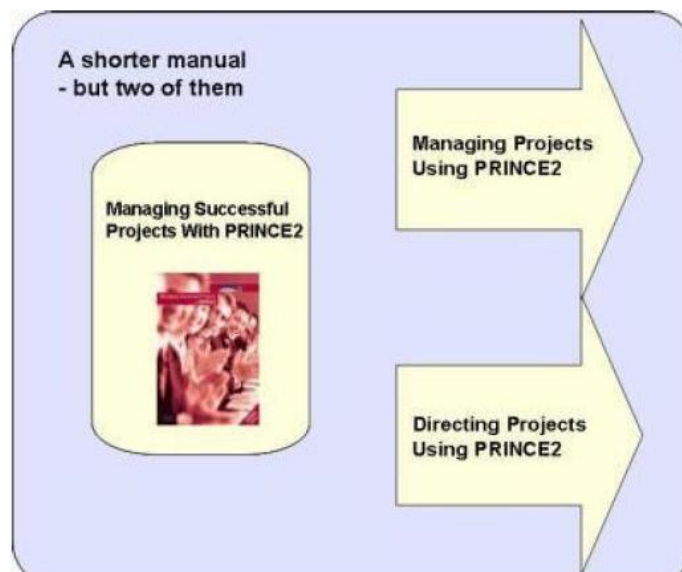 A shorter manual
- but two of them
Managing Projects
Using PRINCE2
Managing Successful
Projects With PRINCE2
Directing Projects
Using PRINCE2